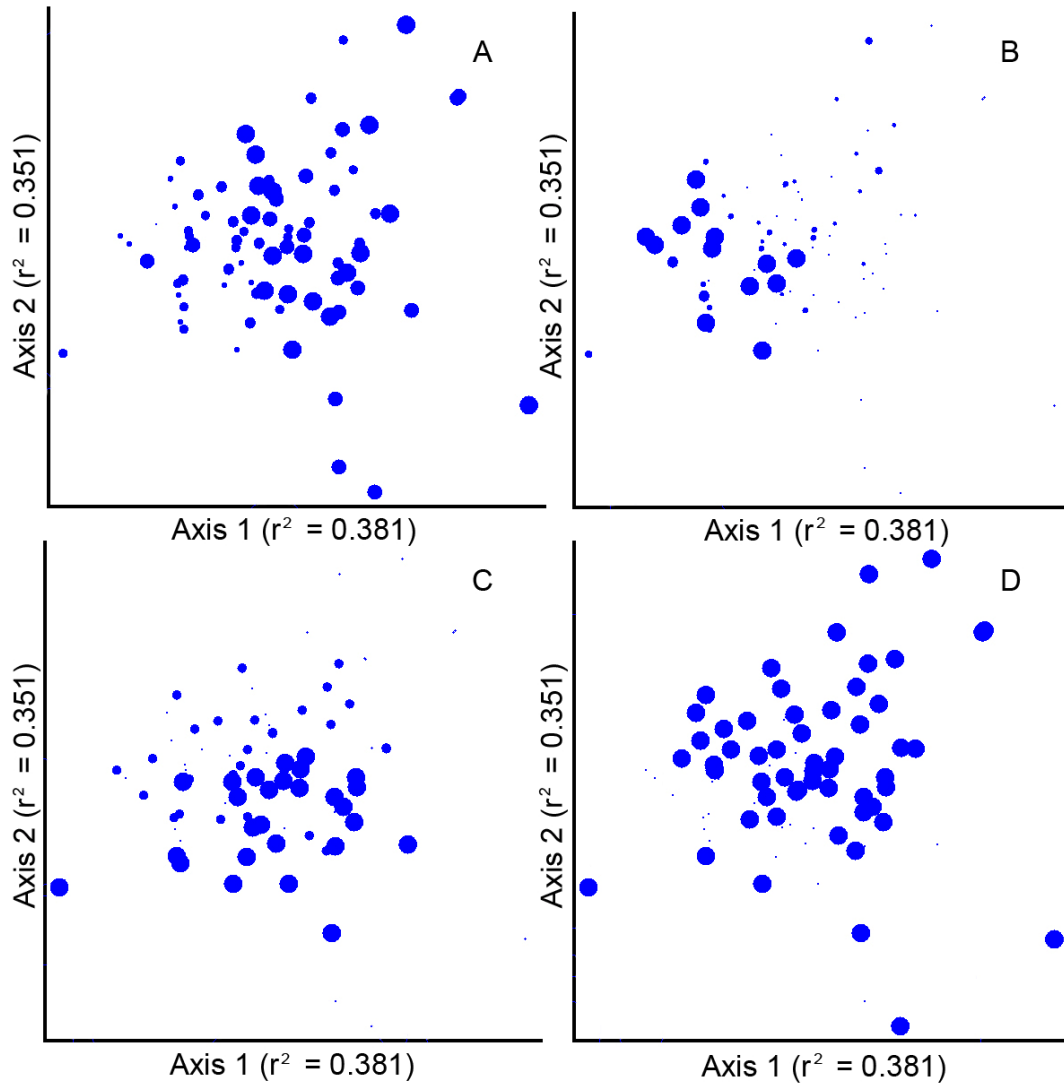 A
B
Axis 2 (r² = 0.351)
Axis 2 (r² = 0.351)
Axis 1 (r² = 0.381)
Axis 1 (r² = 0.381)
C
D
Axis 2 (r² = 0.351)
Axis 2 (r² = 0.351)
Axis 1 (r² = 0.381)
Axis 1 (r² = 0.381)